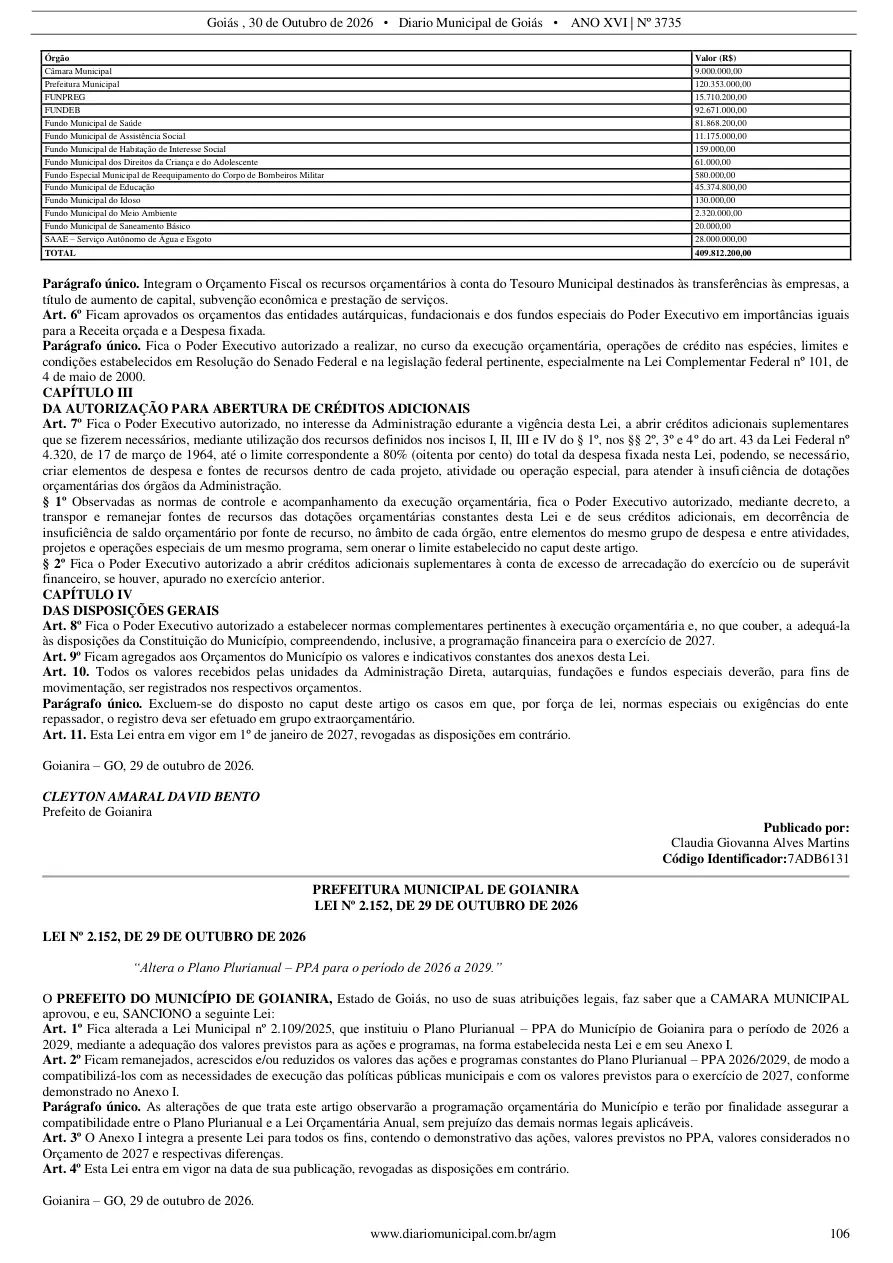 Goiás , 30 de Outubro de 2026 • Diario Municipal de Goiás • ANO XVI | Nº 3735
Órgão Valor (R$)
Câmara Municipal 9.000.000,00
Prefeitura Municipal 120.353.000,00
FUNPREG 15.710.200,00
FUNDEB 92.671.000,00
Fundo Municipal de Saúde 81.868.200,00
Fundo Municipal de Assistência Social 11.175.000,00
Fundo Municipal de Habitação de Interesse Social 159.000,00
Fundo Municipal dos Direitos da Criança e do Adolescente 61.000,00
Fundo Especial Municipal de Reequipamento do Corpo de Bombeiros Militar 580.000,00
Fundo Municipal de Educação 45.374.800,00
Fundo Municipal do Idoso 130.000,00
Fundo Municipal do Meio Ambiente 2.320.000,00
Fundo Municipal de Saneamento Básico 20.000,00
SAAE – Serviço Autônomo de Água e Esgoto 28.000.000,00
TOTAL 409.812.200,00
Parágrafo único. Integram o Orçamento Fiscal os recursos orçamentários à conta do Tesouro Municipal destinados às transferências às empresas, a
título de aumento de capital, subvenção econômica e prestação de serviços.
Art. 6º Ficam aprovados os orçamentos das entidades autárquicas, fundacionais e dos fundos especiais do Poder Executivo em importâncias iguais
para a Receita orçada e a Despesa fixada.
Parágrafo único. Fica o Poder Executivo autorizado a realizar, no curso da execução orçamentária, operações de crédito nas espécies, limites e
condições estabelecidos em Resolução do Senado Federal e na legislação federal pertinente, especialmente na Lei Complementar Federal nº 101, de
4 de maio de 2000.
CAPÍTULO III
DA AUTORIZAÇÃO PARA ABERTURA DE CRÉDITOS ADICIONAIS
Art. 7º Fica o Poder Executivo autorizado, no interesse da Administração edurante a vigência desta Lei, a abrir créditos adicionais suplementares
que se fizerem necessários, mediante utilização dos recursos definidos nos incisos I, II, III e IV do § 1º, nos §§ 2º, 3º e 4º do art. 43 da Lei Federal nº
4.320, de 17 de março de 1964, até o limite correspondente a 80% (oitenta por cento) do total da despesa fixada nesta Lei, podendo, se necessário,
criar elementos de despesa e fontes de recursos dentro de cada projeto, atividade ou operação especial, para atender à insuficiência de dotações
orçamentárias dos órgãos da Administração.
§ 1º Observadas as normas de controle e acompanhamento da execução orçamentária, fica o Poder Executivo autorizado, mediante decreto, a
transpor e remanejar fontes de recursos das dotações orçamentárias constantes desta Lei e de seus créditos adicionais, em decorrência de
insuficiência de saldo orçamentário por fonte de recurso, no âmbito de cada órgão, entre elementos do mesmo grupo de despesa e entre atividades,
projetos e operações especiais de um mesmo programa, sem onerar o limite estabelecido no caput deste artigo.
§ 2º Fica o Poder Executivo autorizado a abrir créditos adicionais suplementares à conta de excesso de arrecadação do exercício ou de superávit
financeiro, se houver, apurado no exercício anterior.
CAPÍTULO IV
DAS DISPOSIÇÕES GERAIS
Art. 8º Fica o Poder Executivo autorizado a estabelecer normas complementares pertinentes à execução orçamentária e, no que couber, a adequá-la
às disposições da Constituição do Município, compreendendo, inclusive, a programação financeira para o exercício de 2027.
Art. 9º Ficam agregados aos Orçamentos do Município os valores e indicativos constantes dos anexos desta Lei.
Art. 10. Todos os valores recebidos pelas unidades da Administração Direta, autarquias, fundações e fundos especiais deverão, para fins de
movimentação, ser registrados nos respectivos orçamentos.
Parágrafo único. Excluem-se do disposto no caput deste artigo os casos em que, por força de lei, normas especiais ou exigências do ente
repassador, o registro deva ser efetuado em grupo extraorçamentário.
Art. 11. Esta Lei entra em vigor em 1º de janeiro de 2027, revogadas as disposições em contrário.
Goianira – GO, 29 de outubro de 2026.
CLEYTON AMARAL DAVID BENTO
Prefeito de Goianira
Publicado por:
Claudia Giovanna Alves Martins
Código Identificador:7ADB6131
PREFEITURA MUNICIPAL DE GOIANIRA
LEI Nº 2.152, DE 29 DE OUTUBRO DE 2026
LEI Nº 2.152, DE 29 DE OUTUBRO DE 2026
“Altera o Plano Plurianual – PPA para o período de 2026 a 2029.”
O PREFEITO DO MUNICÍPIO DE GOIANIRA, Estado de Goiás, no uso de suas atribuições legais, faz saber que a CAMARA MUNICIPAL
aprovou, e eu, SANCIONO a seguinte Lei:
Art. 1º Fica alterada a Lei Municipal nº 2.109/2025, que instituiu o Plano Plurianual – PPA do Município de Goianira para o período de 2026 a
2029, mediante a adequação dos valores previstos para as ações e programas, na forma estabelecida nesta Lei e em seu Anexo I.
Art. 2º Ficam remanejados, acrescidos e/ou reduzidos os valores das ações e programas constantes do Plano Plurianual – PPA 2026/2029, de modo a
compatibilizá-los com as necessidades de execução das políticas públicas municipais e com os valores previstos para o exercício de 2027, conforme
demonstrado no Anexo I.
Parágrafo único. As alterações de que trata este artigo observarão a programação orçamentária do Município e terão por finalidade assegurar a
compatibilidade entre o Plano Plurianual e a Lei Orçamentária Anual, sem prejuízo das demais normas legais aplicáveis.
Art. 3º O Anexo I integra a presente Lei para todos os fins, contendo o demonstrativo das ações, valores previstos no PPA, valores considerados no
Orçamento de 2027 e respectivas diferenças.
Art. 4º Esta Lei entra em vigor na data de sua publicação, revogadas as disposições em contrário.
Goianira – GO, 29 de outubro de 2026.
www.diariomunicipal.com.br/agm 106